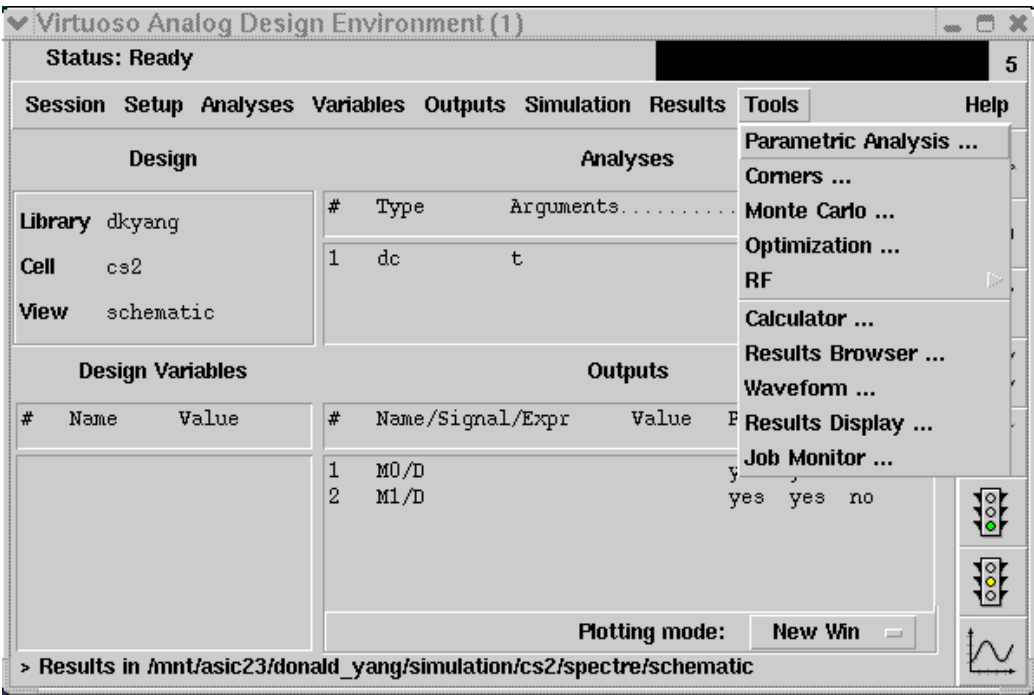 Virtuoso Analog Design Environment (1)
Status: Ready
5
Session Setup Analyses Variables Outputs Simulation Results Tools Help
Parametric Analysis ...
Corners ...
Monte Carlo ...
Optimization ...
RF
Calculator ...
Results Browser ...
Waveform ...
Results Display ...
Job Monitor ...
Design
Library dkyang
Cell cs2
View schematic
Analyses
# Type Arguments..........
1 dc t
Design Variables
# Name Value
Outputs
# Name/Signal/Expr Value P
1 M0/D y
2 M1/D yes yes no
Plotting mode: New Win
> Results in /mnt/asic23/donald_yang/simulation/cs2/spectre/schematic